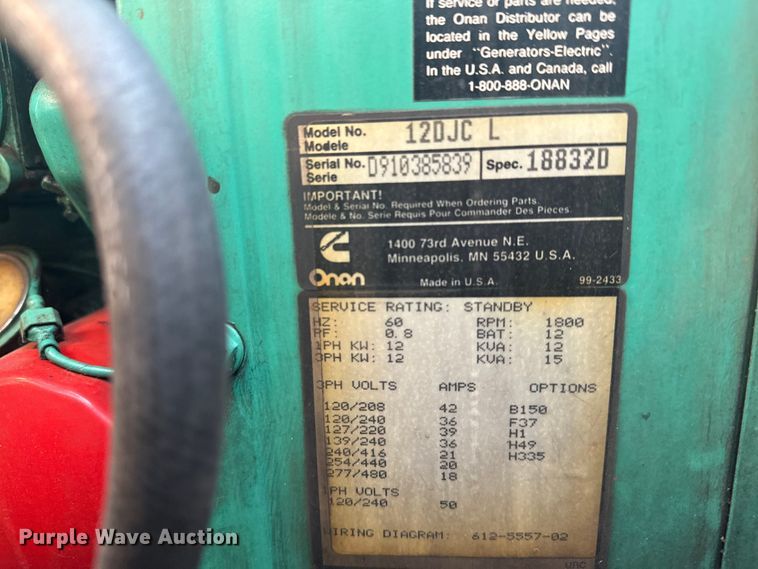 If service or parts are needed,
the Onan Distributor can be
located in the Yellow Pages
under "Generators-Electric".
In the U.S.A. and Canada, call
1-800-888-ONAN
Model No. 12DJC L
Modele
Serial No. D910385839 Spec. 18832D
Serie
IMPORTANT!
Model & Serial No. Required When Ordering Parts.
Modele & No. Serie Requis Pour Commander Des Pieces.
1400 73rd Avenue N.E.
Minneapolis, MN 55432 U.S.A.
Onan Made in U.S.A. 99-2433
SERVICE RATING: STANDBY
HZ: 60 RPM: 1800
PF: 0.8 BAT: 12
1PH KW: 12 KVA: 12
3PH KW: 12 KVA: 15
3PH VOLTS AMPS OPTIONS
120/208 42 B150
120/240 36 F37
127/220 39 H1
139/240 36 H49
240/416 21 H335
254/440 20
277/480 18
1PH VOLTS
120/240 50
WIRING DIAGRAM: 612-5557-02
Purple Wave Auction